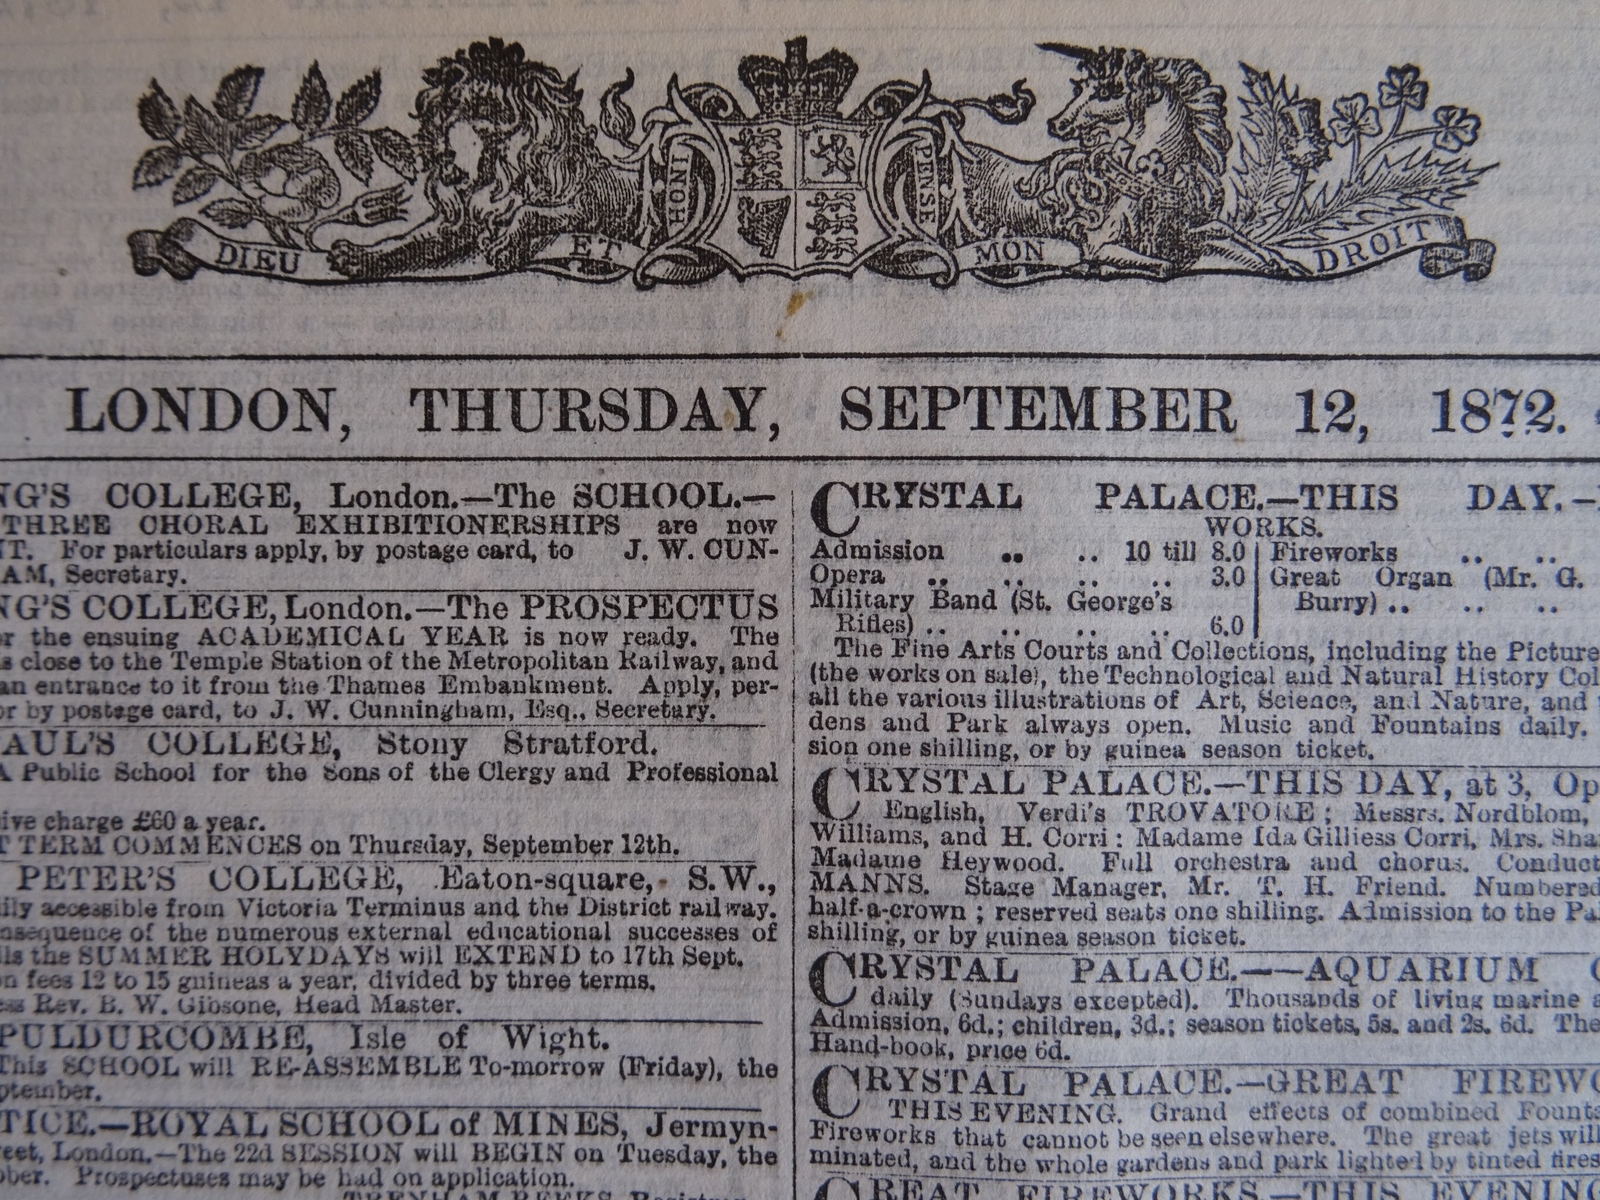 DIEU ET MON DROIT
HONI PENSE
LONDON, THURSDAY, SEPTEMBER 12, 1872.
NG'S COLLEGE, London.—The SCHOOL.—
THREE CHORAL EXHIBITIONERSHIPS are now
NT. For particulars apply, by postage card, to J. W. CUN-
AM, Secretary.
NG'S COLLEGE, London.—The PROSPECTUS
or the ensuing ACADEMICAL YEAR is now ready. The
s close to the Temple Station of the Metropolitan Railway, and
an entrance to it from the Thames Embankment. Apply, per-
or by postage card, to J. W. Cunningham, Esq., Secretary.
AUL'S COLLEGE, Stony Stratford.
A Public School for the Sons of the Clergy and Professional
ive charge £60 a year.
T TERM COMMENCES on Thursday, September 12th.
PETER'S COLLEGE, Eaton-square, S.W.,
ily accessible from Victoria Terminus and the District railway.
nsequence of the numerous external educational successes of
ils the SUMMER HOLYDAYS will EXTEND to 17th Sept.
on fees 12 to 15 guineas a year, divided by three terms.
ess Rev. B. W. Gibsone, Head Master.
PULDURCOMBE, Isle of Wight.
This SCHOOL will RE-ASSEMBLE To-morrow (Friday), the
ptember.
TICE.—ROYAL SCHOOL of MINES, Jermyn-
reet, London.—The 22d SESSION will BEGIN on Tuesday, the
ober. Prospectuses may be had on application.
TRENHAM REEKS, Registrar
CRYSTAL PALACE.—THIS DAY.—
WORKS.
Admission .. .. 10 till 8.0 | Fireworks .. ..
Opera .. .. .. .. 3.0 | Great Organ (Mr. G.
Military Band (St. George's | Burry) .. .. ..
Rifles) .. .. .. .. 6.0
The Fine Arts Courts and Collections, including the Picture
(the works on sale), the Technological and Natural History Col
all the various illustrations of Art, Science, and Nature, and
dens and Park always open. Music and Fountains daily.
sion one shilling, or by guinea season ticket.
CRYSTAL PALACE.—THIS DAY, at 3, Op
English, Verdi's TROVATORE; Messrs. Nordblom,
Williams, and H. Corri: Madame Ida Gilliess Corri, Mrs. Sha
Madame Heywood. Full orchestra and chorus. Conduct
MANNS. Stage Manager, Mr. T. H. Friend. Numbered
half-a-crown; reserved seats one shilling. Admission to the Pal
shilling, or by guinea season ticket.
CRYSTAL PALACE.——AQUARIUM
daily (Sundays excepted). Thousands of living marine a
Admission, 6d.; children, 3d.; season tickets, 5s. and 2s. 6d. The
Hand-book, price 6d.
CRYSTAL PALACE.—GREAT FIREWO
THIS EVENING. Grand effects of combined Founta
Fireworks that cannot be seen elsewhere. The great jets will
minated, and the whole gardens and park lighted by tinted fires
GREAT FIREWORKS.—THIS EVENING